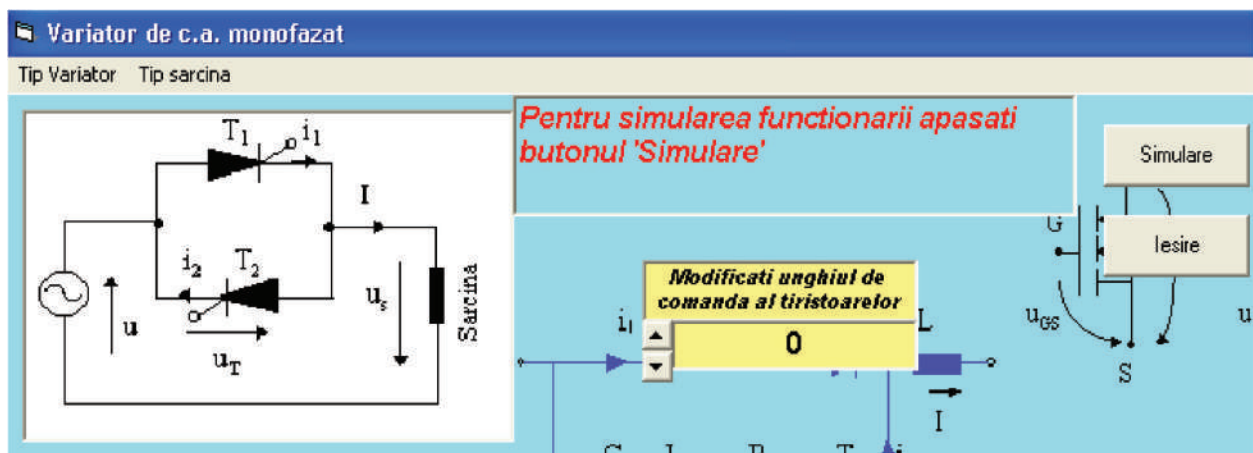 Variator de c.a. monofazat
Tip Variator Tip sarcina
T1 i1
I
i2 T2
u
uT
us
Sarcina
Pentru simularea functionarii apasati
butonul 'Simulare'
Simulare
Iesire
Modificati unghiul de
comanda al tiristoarelor
0
i1
L
I
G
uGS
S
u